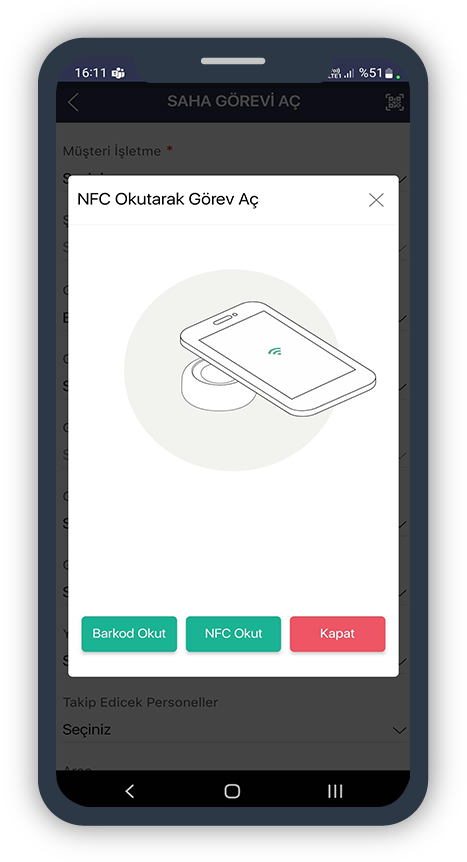 16:11
%51
SAHA GÖREVİ AÇ
Müşteri İşletme *
NFC Okutarak Görev Aç
Barkod Okut
NFC Okut
Kapat
Takip Edicek Personeller
Seçiniz